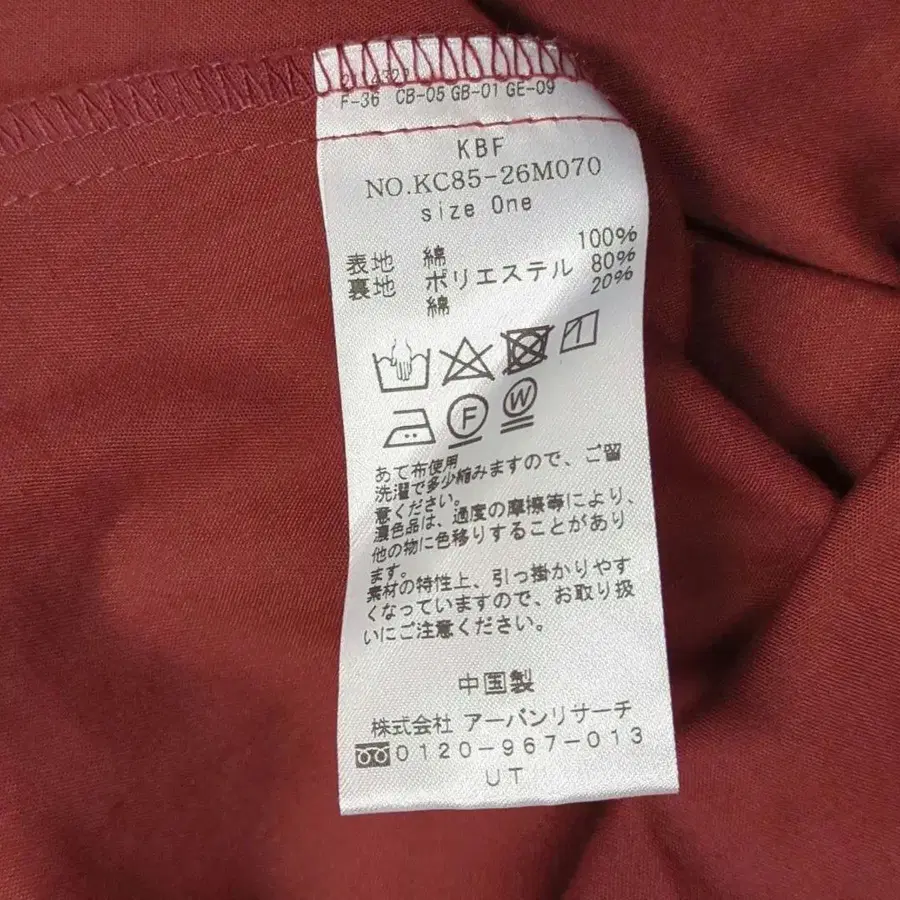 F-36 CB-05 GB-01 GE-09
KBF
NO.KC85-26M070
size One
表地 綿 100%
裏地 ポリエステル 80%
綿 20%
F W
あて布使用
洗濯で多少縮みますので、ご留
意ください。
濃色品は、過度の摩擦等により、
他の物に色移りすることがあり
ます。
素材の特性上、引っ掛かりやす
くなっていますので、お取り扱
いにご注意ください。
中国製
株式会社 アーバンリサーチ
0120-967-013
UT